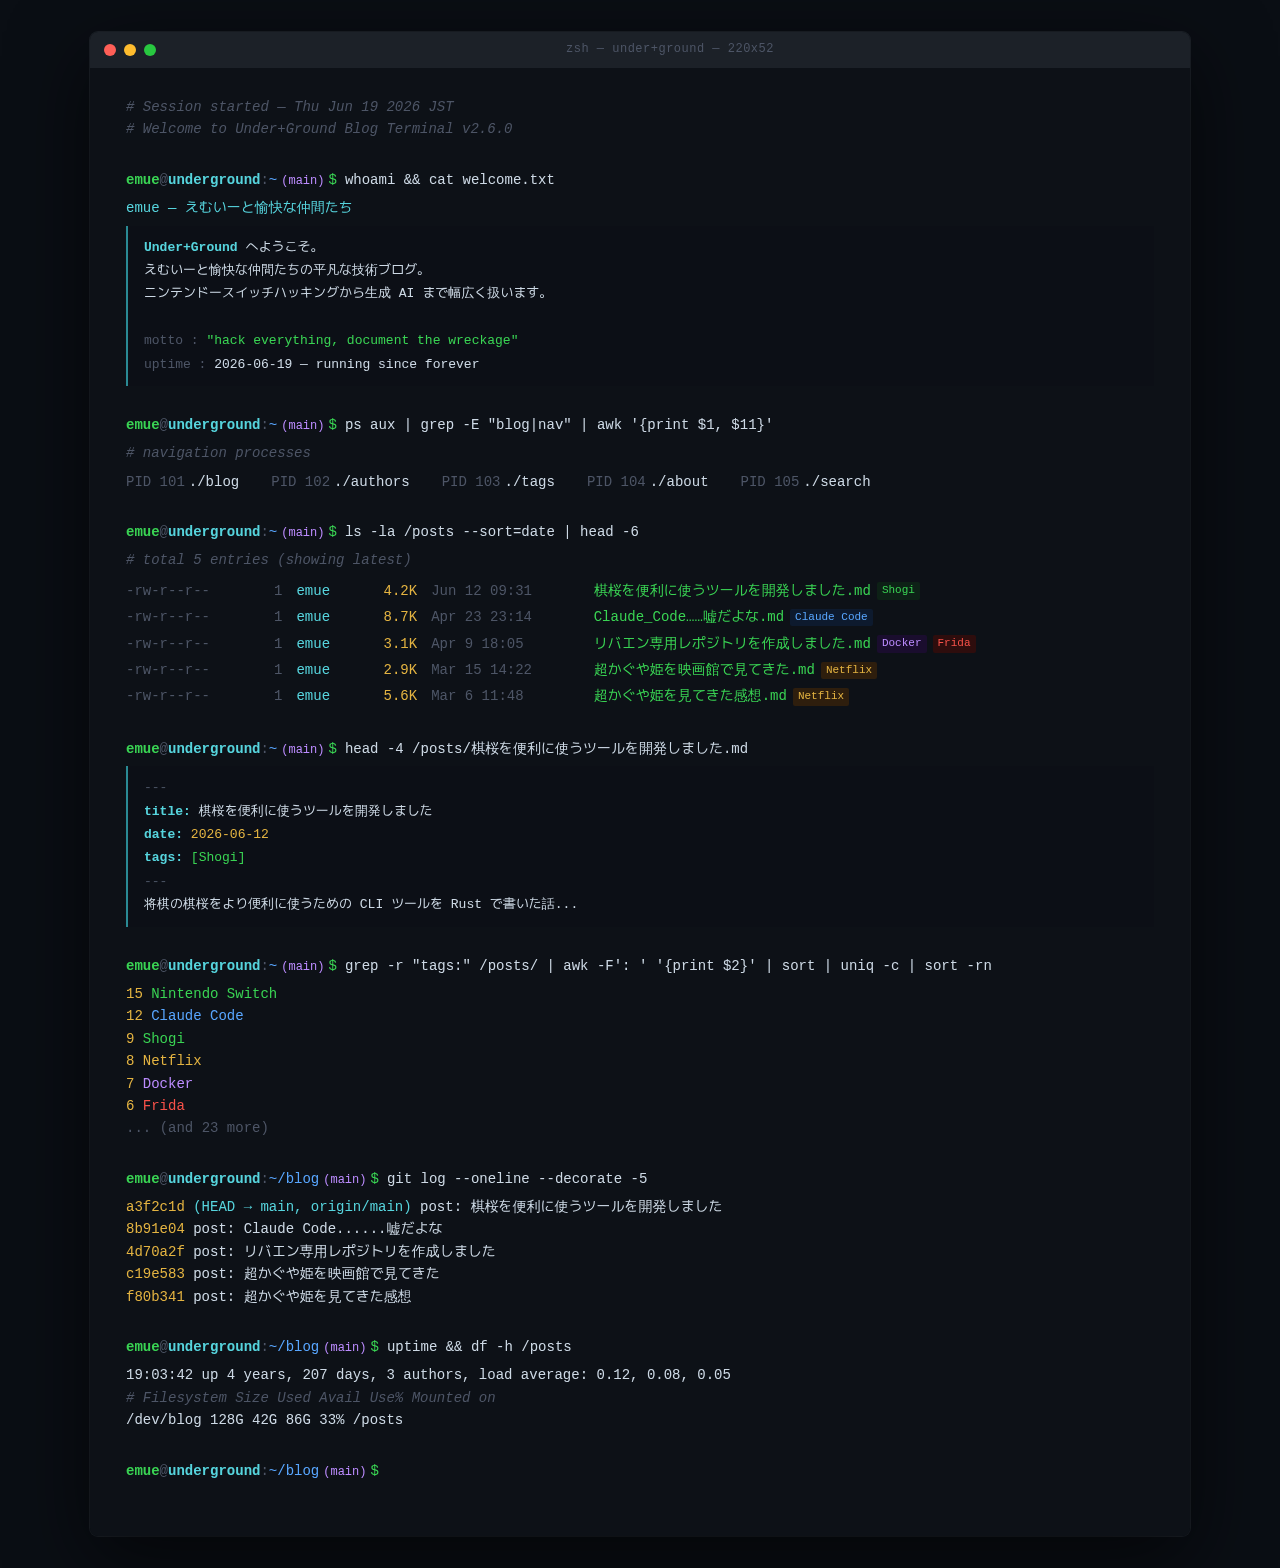 zsh — under+ground — 220x52
# Session started — Thu Jun 19 2026 JST
# Welcome to Under+Ground Blog Terminal v2.6.0
emue@underground:~ (main) $ whoami && cat welcome.txt
emue — えむいーと愉快な仲間たち
Under+Ground へようこそ。
えむいーと愉快な仲間たちの平凡な技術ブログ。
ニンテンドースイッチハッキングから生成 AI まで幅広く扱います。
motto : "hack everything, document the wreckage"
uptime : 2026-06-19 — running since forever
emue@underground:~ (main) $ ps aux | grep -E "blog|nav" | awk '{print $1, $11}'
# navigation processes
PID 101 ./blog PID 102 ./authors PID 103 ./tags PID 104 ./about PID 105 ./search
emue@underground:~ (main) $ ls -la /posts --sort=date | head -6
# total 5 entries (showing latest)
-rw-r--r-- 1 emue 4.2K Jun 12 09:31 棋桜を便利に使うツールを開発しました.md Shogi
-rw-r--r-- 1 emue 8.7K Apr 23 23:14 Claude_Code……嘘だよな.md Claude Code
-rw-r--r-- 1 emue 3.1K Apr 9 18:05 リバエン専用レポジトリを作成しました.md Docker Frida
-rw-r--r-- 1 emue 2.9K Mar 15 14:22 超かぐや姫を映画館で見てきた.md Netflix
-rw-r--r-- 1 emue 5.6K Mar 6 11:48 超かぐや姫を見てきた感想.md Netflix
emue@underground:~ (main) $ head -4 /posts/棋桜を便利に使うツールを開発しました.md
---
title: 棋桜を便利に使うツールを開発しました
date: 2026-06-12
tags: [Shogi]
---
将棋の棋桜をより便利に使うための CLI ツールを Rust で書いた話...
emue@underground:~ (main) $ grep -r "tags:" /posts/ | awk -F': ' '{print $2}' | sort | uniq -c | sort -rn
15 Nintendo Switch
12 Claude Code
9 Shogi
8 Netflix
7 Docker
6 Frida
... (and 23 more)
emue@underground:~/blog (main) $ git log --oneline --decorate -5
a3f2c1d (HEAD → main, origin/main) post: 棋桜を便利に使うツールを開発しました
8b91e04 post: Claude Code......嘘だよな
4d70a2f post: リバエン専用レポジトリを作成しました
c19e583 post: 超かぐや姫を映画館で見てきた
f80b341 post: 超かぐや姫を見てきた感想
emue@underground:~/blog (main) $ uptime && df -h /posts
19:03:42 up 4 years, 207 days, 3 authors, load average: 0.12, 0.08, 0.05
# Filesystem Size Used Avail Use% Mounted on
/dev/blog 128G 42G 86G 33% /posts
emue@underground:~/blog (main) $